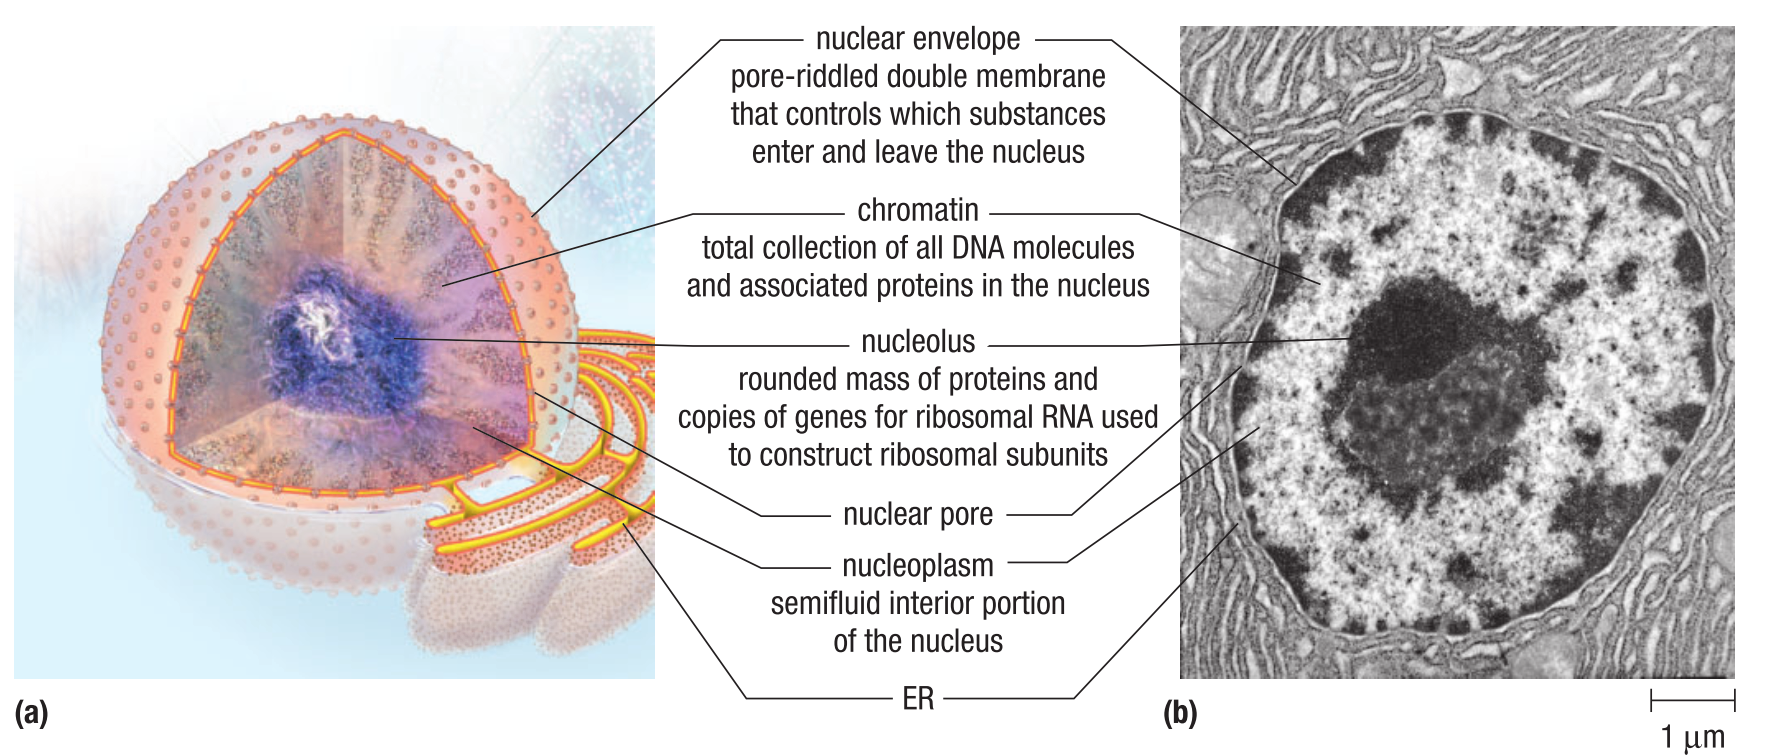 nuclear envelope
pore-riddled double membrane
that controls which substances
enter and leave the nucleus
chromatin
total collection of all DNA molecules
and associated proteins in the nucleus
nucleolus
rounded mass of proteins and
copies of genes for ribosomal RNA used
to construct ribosomal subunits
nuclear pore
nucleoplasm
semifluid interior portion
of the nucleus
ER
(a)
(b)
1 μm